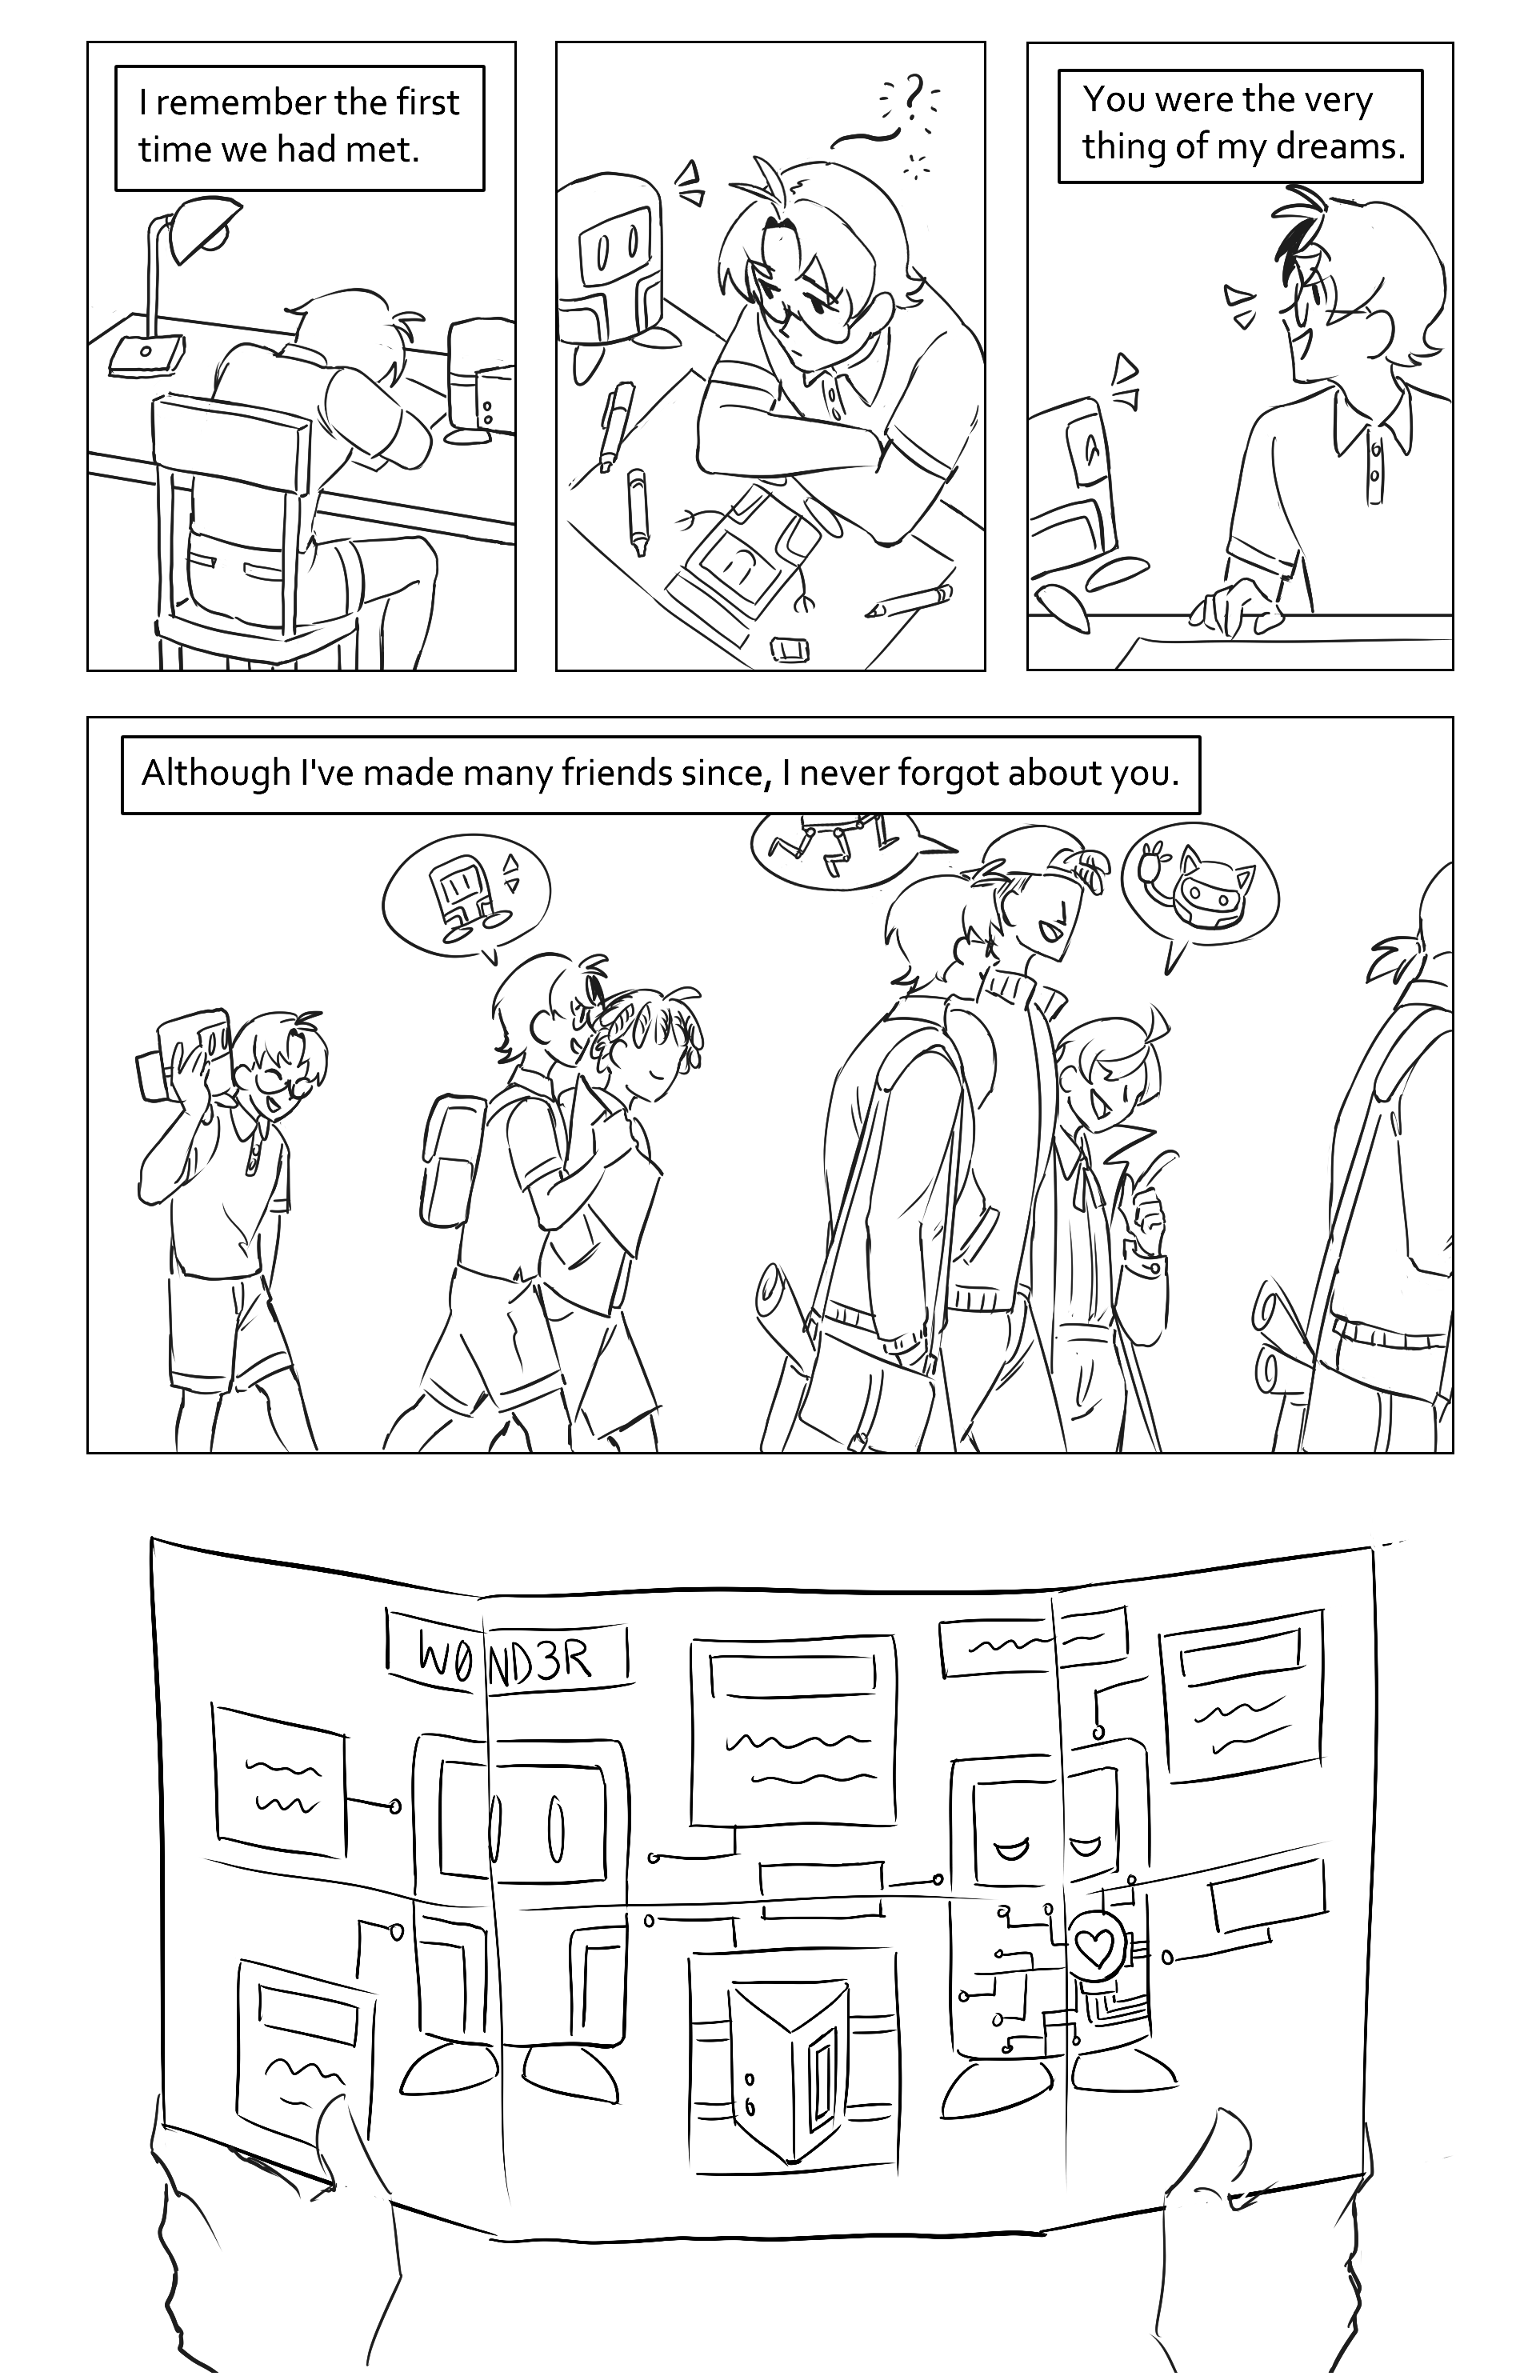 I remember the first
time we had met.
?
You were the very
thing of my dreams.
Although I've made many friends since, I never forgot about you.
WØND3R